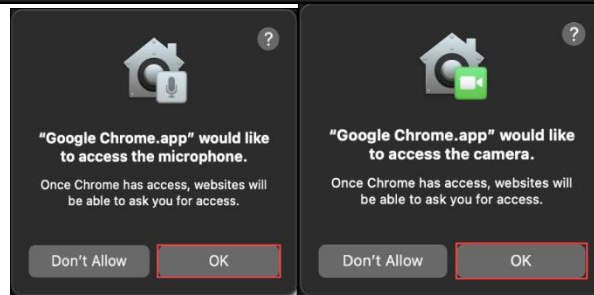 ?
"Google Chrome.app" would like
to access the microphone.
Once Chrome has access, websites will
be able to ask you for access.
Don't Allow
OK
?
"Google Chrome.app" would like
to access the camera.
Once Chrome has access, websites will
be able to ask you for access.
Don't Allow
OK